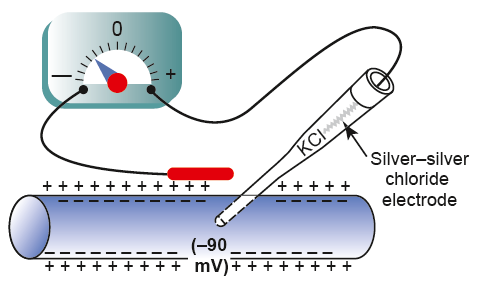 0
— +
KCl
Silver–silver
chloride
electrode
+ + + + + + + + + + + + + + + +
– – – – – – – – – – – – – – –
(–90
mV)
– – – – – – – – – – – – – – –
+ + + + + + + + + + + + + + + + + + + +